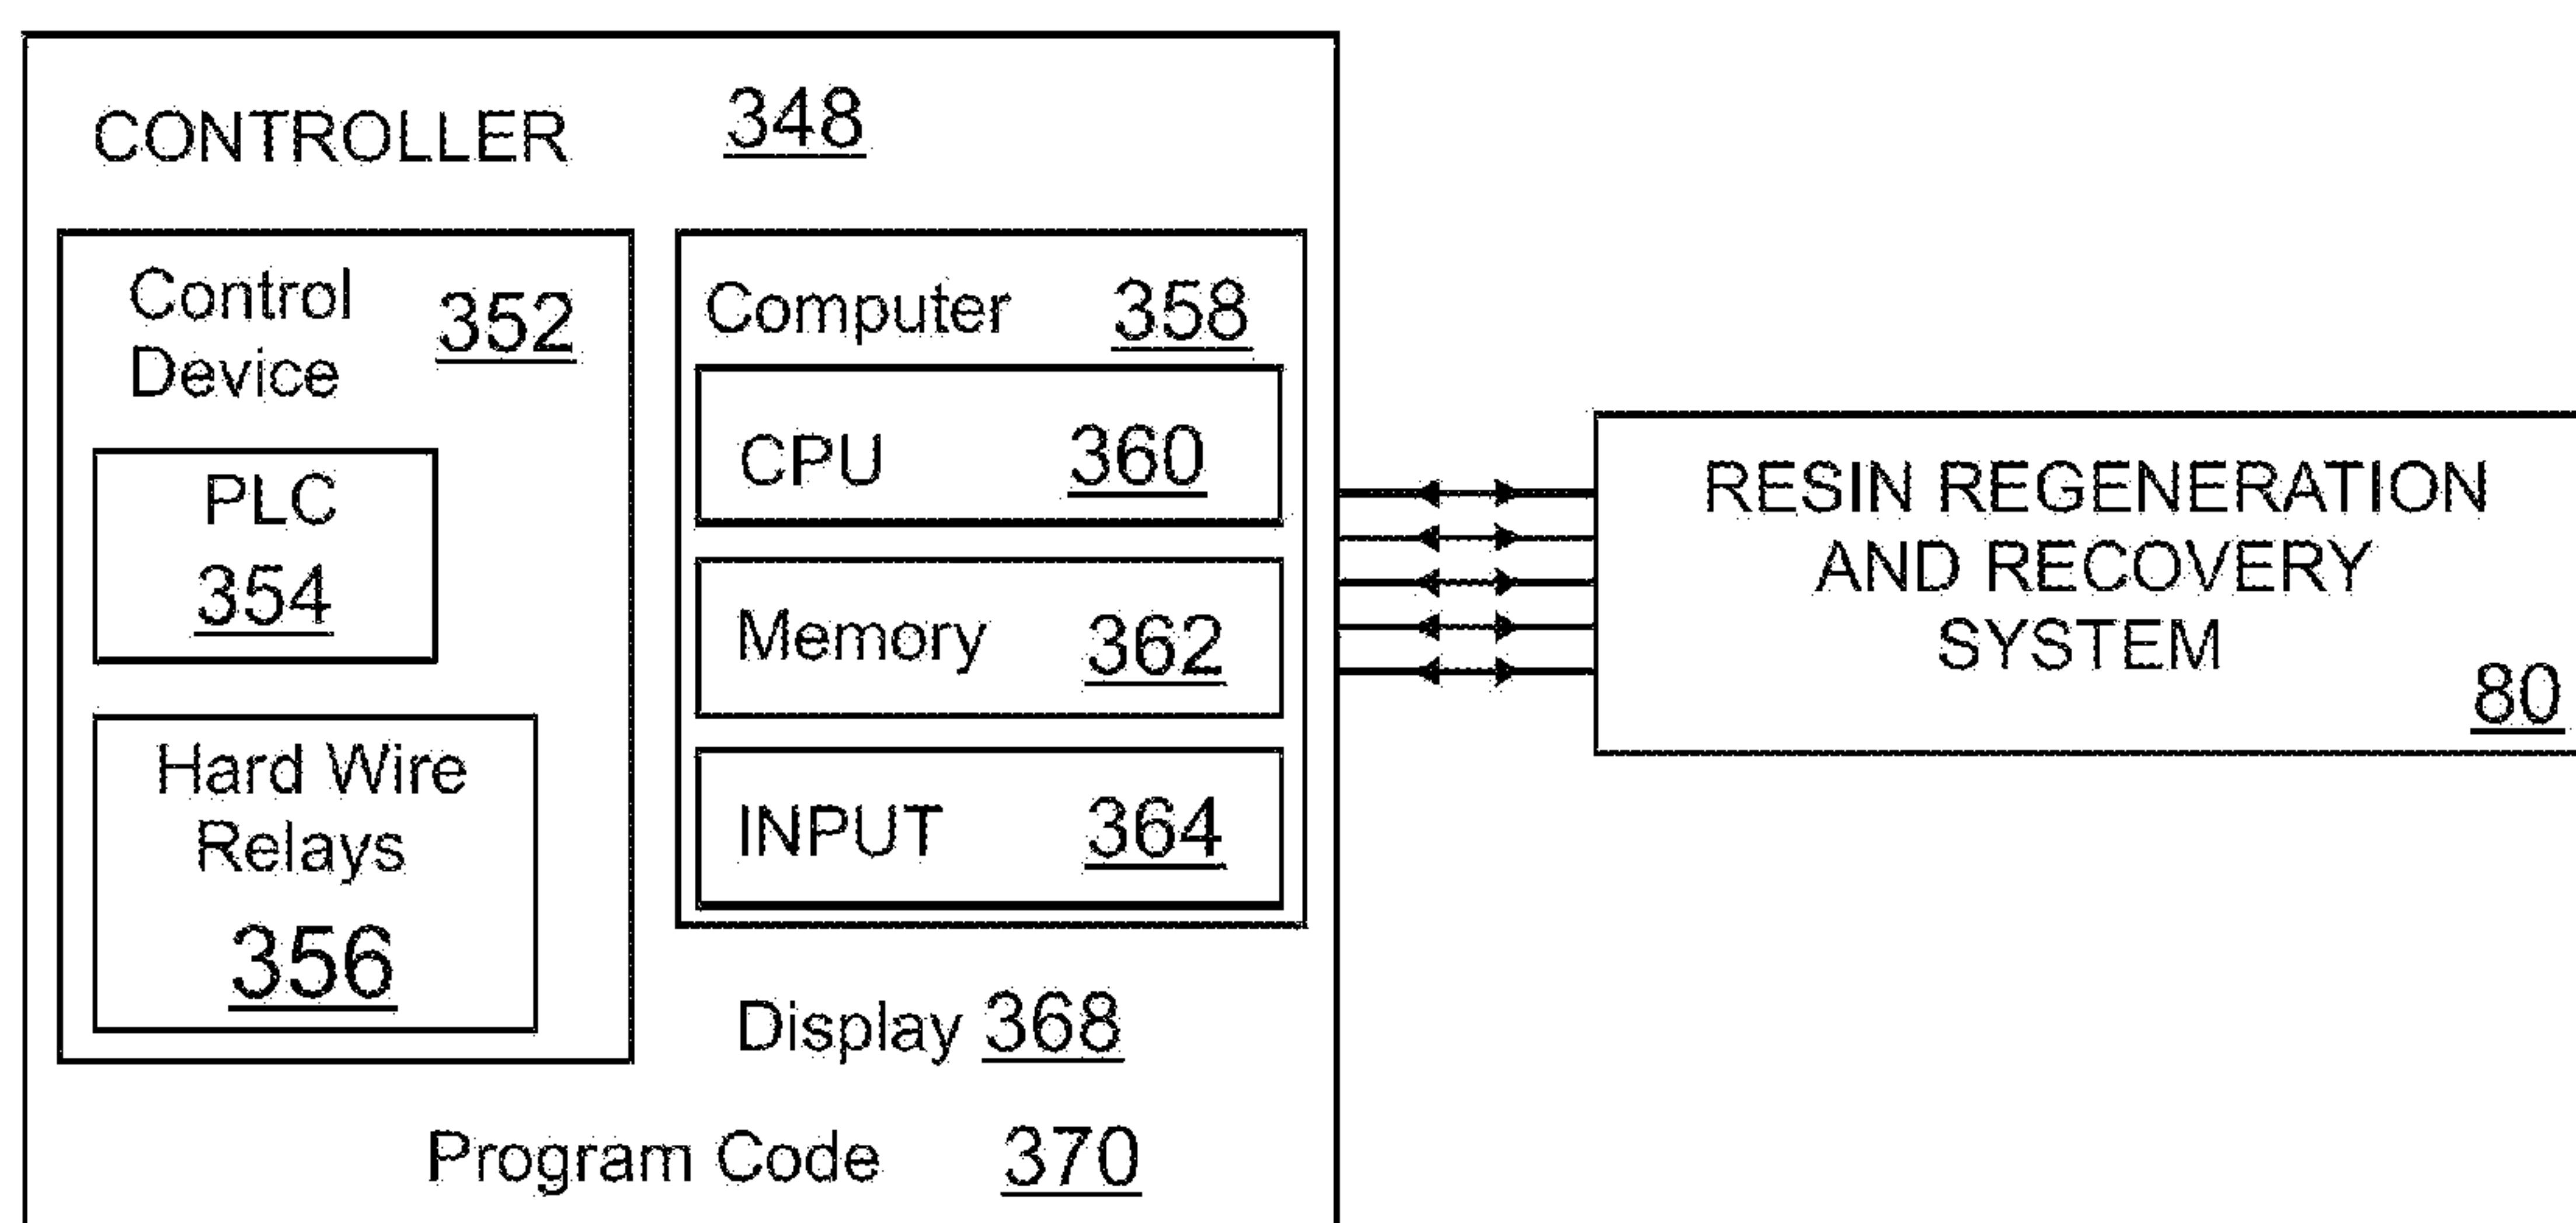 CONTROLLER 348
Control
Device 352
PLC
354
Hard Wire
Relays
356
Computer 358
CPU 360
Memory 362
INPUT 364
Display 368
Program Code 370
RESIN REGENERATION
AND RECOVERY
SYSTEM
80